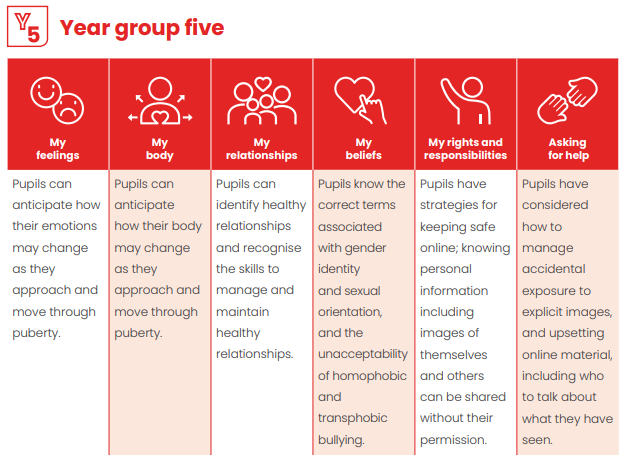 Y5
Year group five
My
feelings
My
body
My
relationships
My
beliefs
My rights and
responsibilities
Asking
for help
Pupils can
anticipate how
their emotions
may change
as they
approach and
move through
puberty.
Pupils can
anticipate
how their body
may change
as they
approach and
move through
puberty.
Pupils can
identify healthy
relationships
and recognise
the skills to
manage and
maintain
healthy
relationships.
Pupils know the
correct terms
associated
with gender
identity
and sexual
orientation,
and the
unacceptability
of homophobic
and
transphobic
bullying.
Pupils have
strategies for
keeping safe
online; knowing
personal
information
including
images of
themselves
and others
can be shared
without their
permission.
Pupils have
considered
how to
manage
accidental
exposure to
explicit images,
and upsetting
online material,
including who
to talk about
what they have
seen.